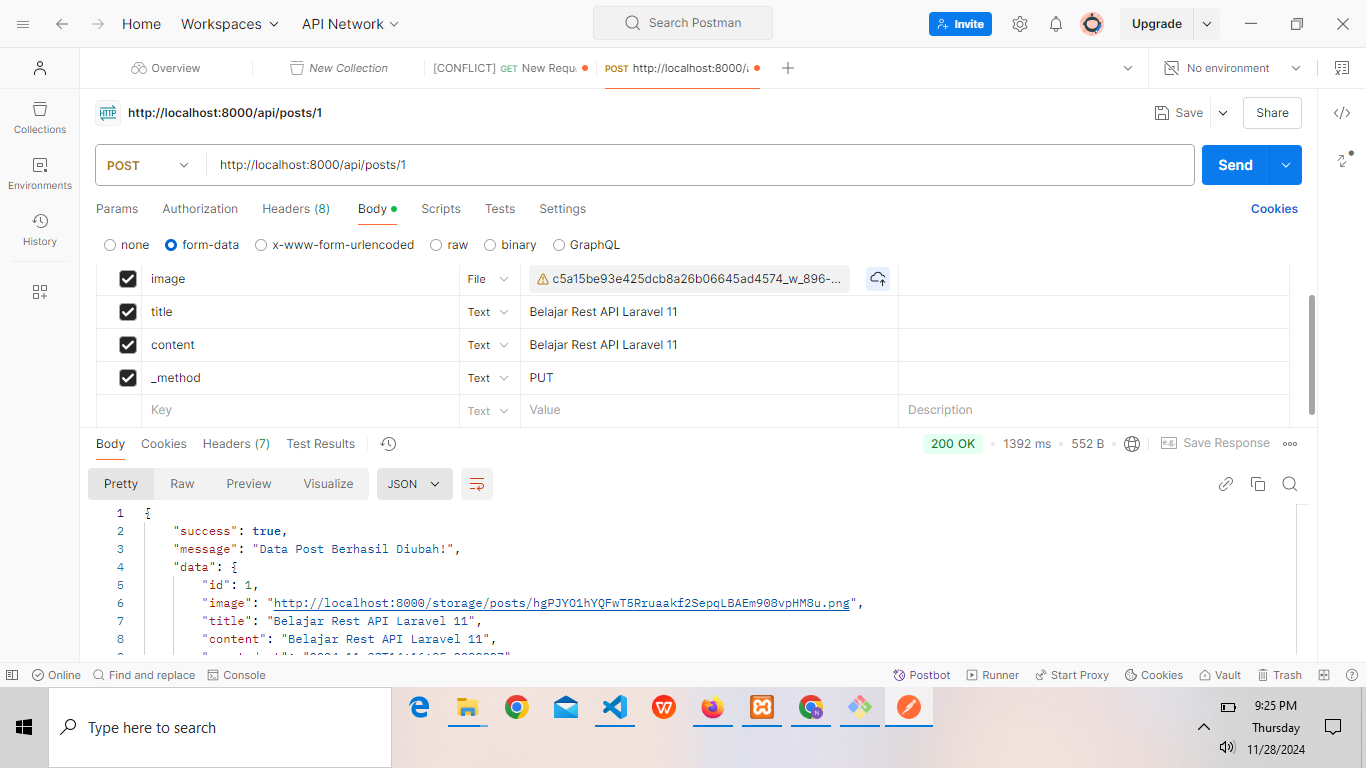 Home Workspaces API Network Search Postman Invite Upgrade
Overview New Collection [CONFLICT] GET New Requ POST http://localhost:8000/a No environment
HTTP http://localhost:8000/api/posts/1 Save Share
Collections
Environments
History
POST http://localhost:8000/api/posts/1 Send
Params Authorization Headers (8) Body Scripts Tests Settings Cookies
none form-data x-www-form-urlencoded raw binary GraphQL
image File c5a15be93e425dcb8a26b06645ad4574_w_896-...
title Text Belajar Rest API Laravel 11
content Text Belajar Rest API Laravel 11
_method Text PUT
Key Text Value Description
Body Cookies Headers (7) Test Results 200 OK 1392 ms 552 B e.g. Save Response
Pretty Raw Preview Visualize JSON
1 {
2 "success": true,
3 "message": "Data Post Berhasil Diubah!",
4 "data": {
5 "id": 1,
6 "image": "http://localhost:8000/storage/posts/hgPJYO1hYQFwT5Rruaakf2SepqLBAEm908vpHM8u.png",
7 "title": "Belajar Rest API Laravel 11",
8 "content": "Belajar Rest API Laravel 11",
Online Find and replace Console Postbot Runner Start Proxy Cookies Vault Trash
Type here to search
9:25 PM
Thursday
11/28/2024